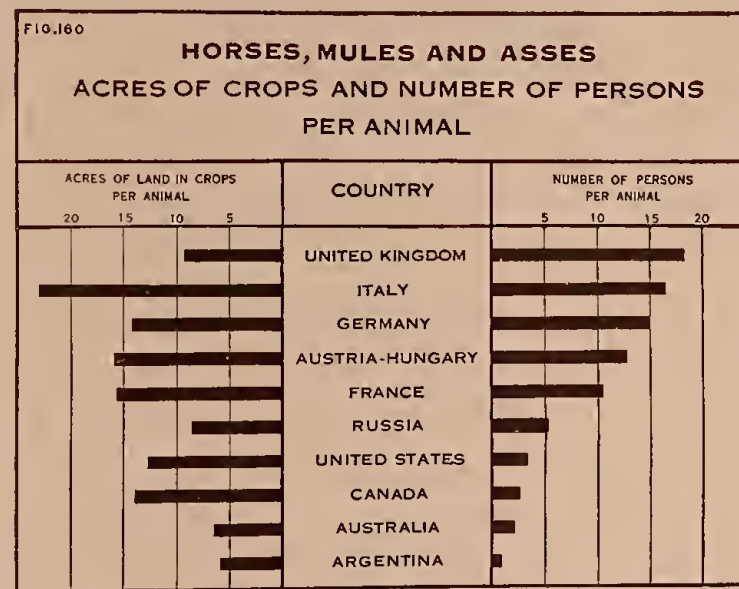 FIG.160
HORSES, MULES AND ASSES
ACRES OF CROPS AND NUMBER OF PERSONS
PER ANIMAL
ACRES OF LAND IN CROPS
PER ANIMAL
20 15 10 5
COUNTRY
NUMBER OF PERSONS
PER ANIMAL
5 10 15 20
UNITED KINGDOM
ITALY
GERMANY
AUSTRIA-HUNGARY
FRANCE
RUSSIA
UNITED STATES
CANADA
AUSTRALIA
ARGENTINA